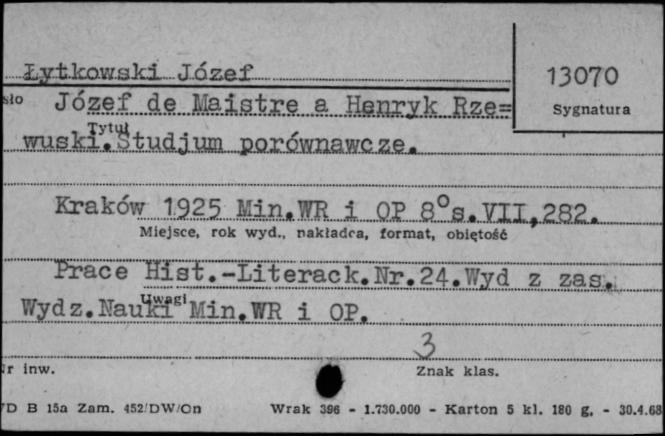 Łytkowski Józef
13070
sło Józef de Maistre a Henryk Rze=
Sygnatura
Tytuł
wuski. Studjum porównawcze.
Kraków 1925 Min.WR i OP 8° s.VII,282.
Miejsce, rok wyd., nakładca, format, objętość
Prace Hist.-Literack.Nr.24.Wyd z zas.
Uwagi
Wydz.Nauki Min.WR i OP.
3
Nr inw.
Znak klas.
/D B 15a Zam. 452/DW/Cn Wrak 396 - 1.730.000 - Karton 5 kl. 180 g. - 30.4.68